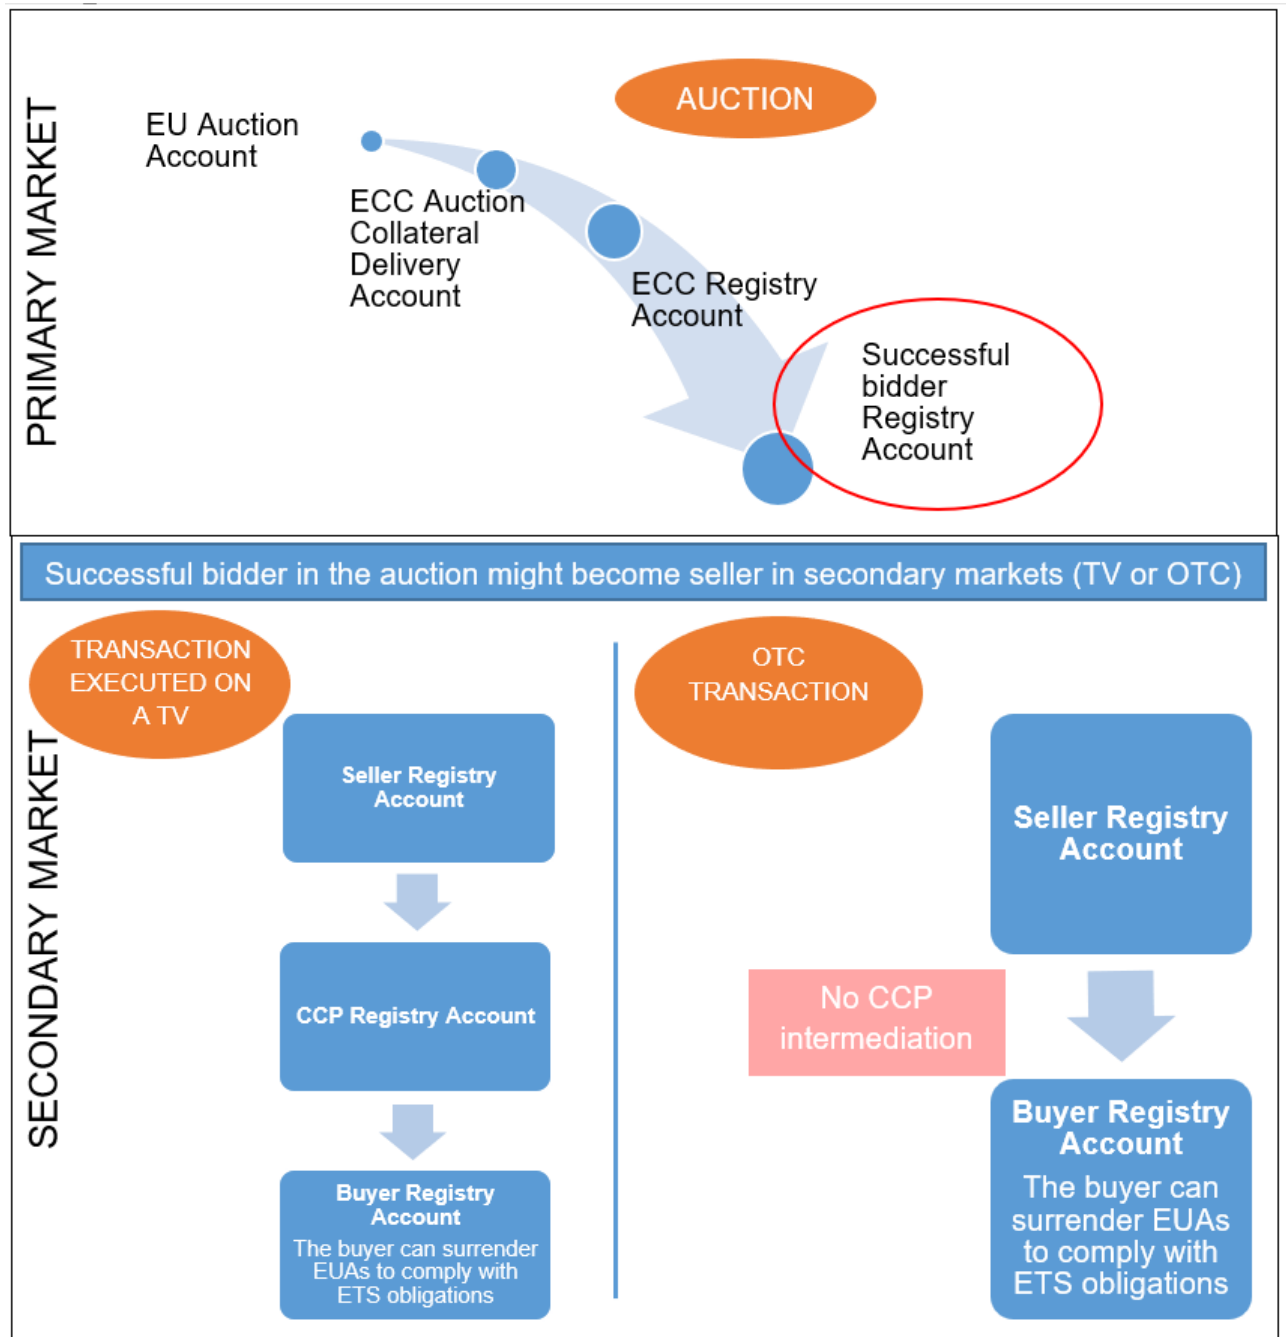 PRIMARY MARKET
AUCTION
EU Auction
Account
ECC Auction
Collateral
Delivery
Account
ECC Registry
Account
Successful
bidder
Registry
Account
Successful bidder in the auction might become seller in secondary markets (TV or OTC)
SECONDARY MARKET
TRANSACTION
EXECUTED ON
A TV
Seller Registry
Account
CCP Registry Account
Buyer Registry
Account
The buyer can surrender
EUAs to comply with
ETS obligations
OTC
TRANSACTION
Seller Registry
Account
No CCP
intermediation
Buyer Registry
Account
The buyer can
surrender EUAs
to comply with
ETS obligations